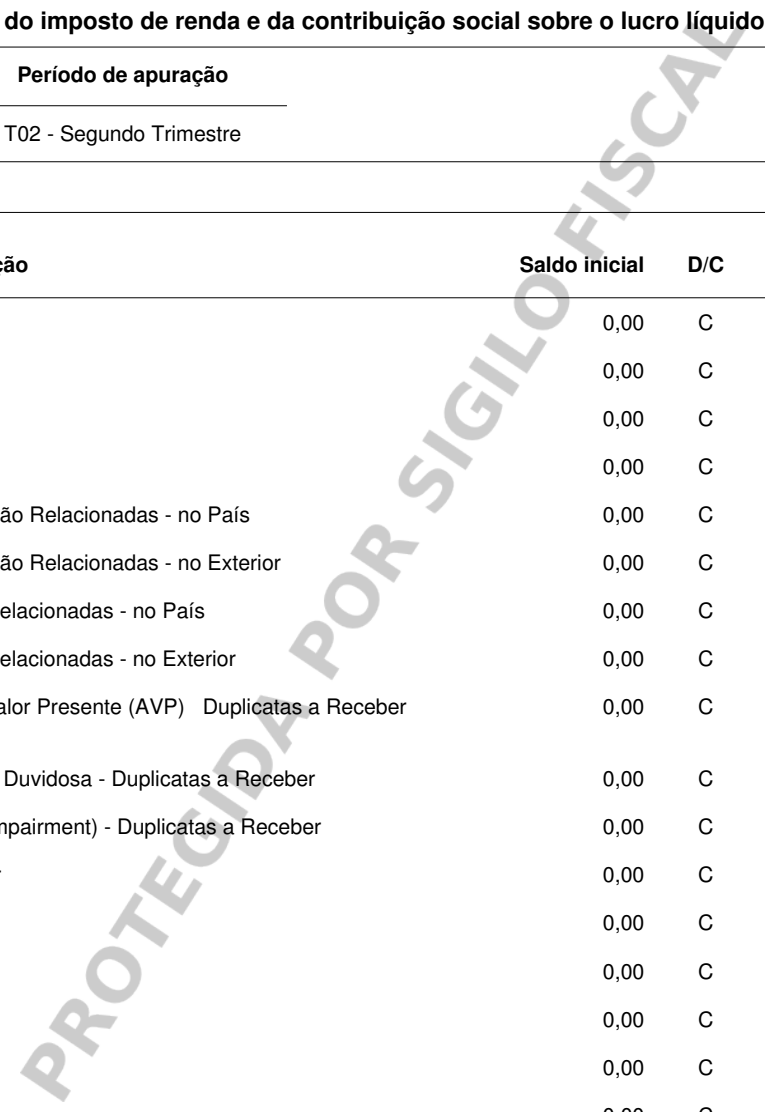 do imposto de renda e da contribuição social sobre o lucro líquido
Período de apuração
T02 - Segundo Trimestre
ção Saldo inicial D/C
0,00 C
0,00 C
0,00 C
0,00 C
ão Relacionadas - no País 0,00 C
ão Relacionadas - no Exterior 0,00 C
elacionadas - no País 0,00 C
elacionadas - no Exterior 0,00 C
alor Presente (AVP) Duplicatas a Receber 0,00 C
Duvidosa - Duplicatas a Receber 0,00 C
mpairment) - Duplicatas a Receber 0,00 C
0,00 C
0,00 C
0,00 C
0,00 C
0,00 C
0,00 C
PROTEGIDA POR SIGILO FISCAL